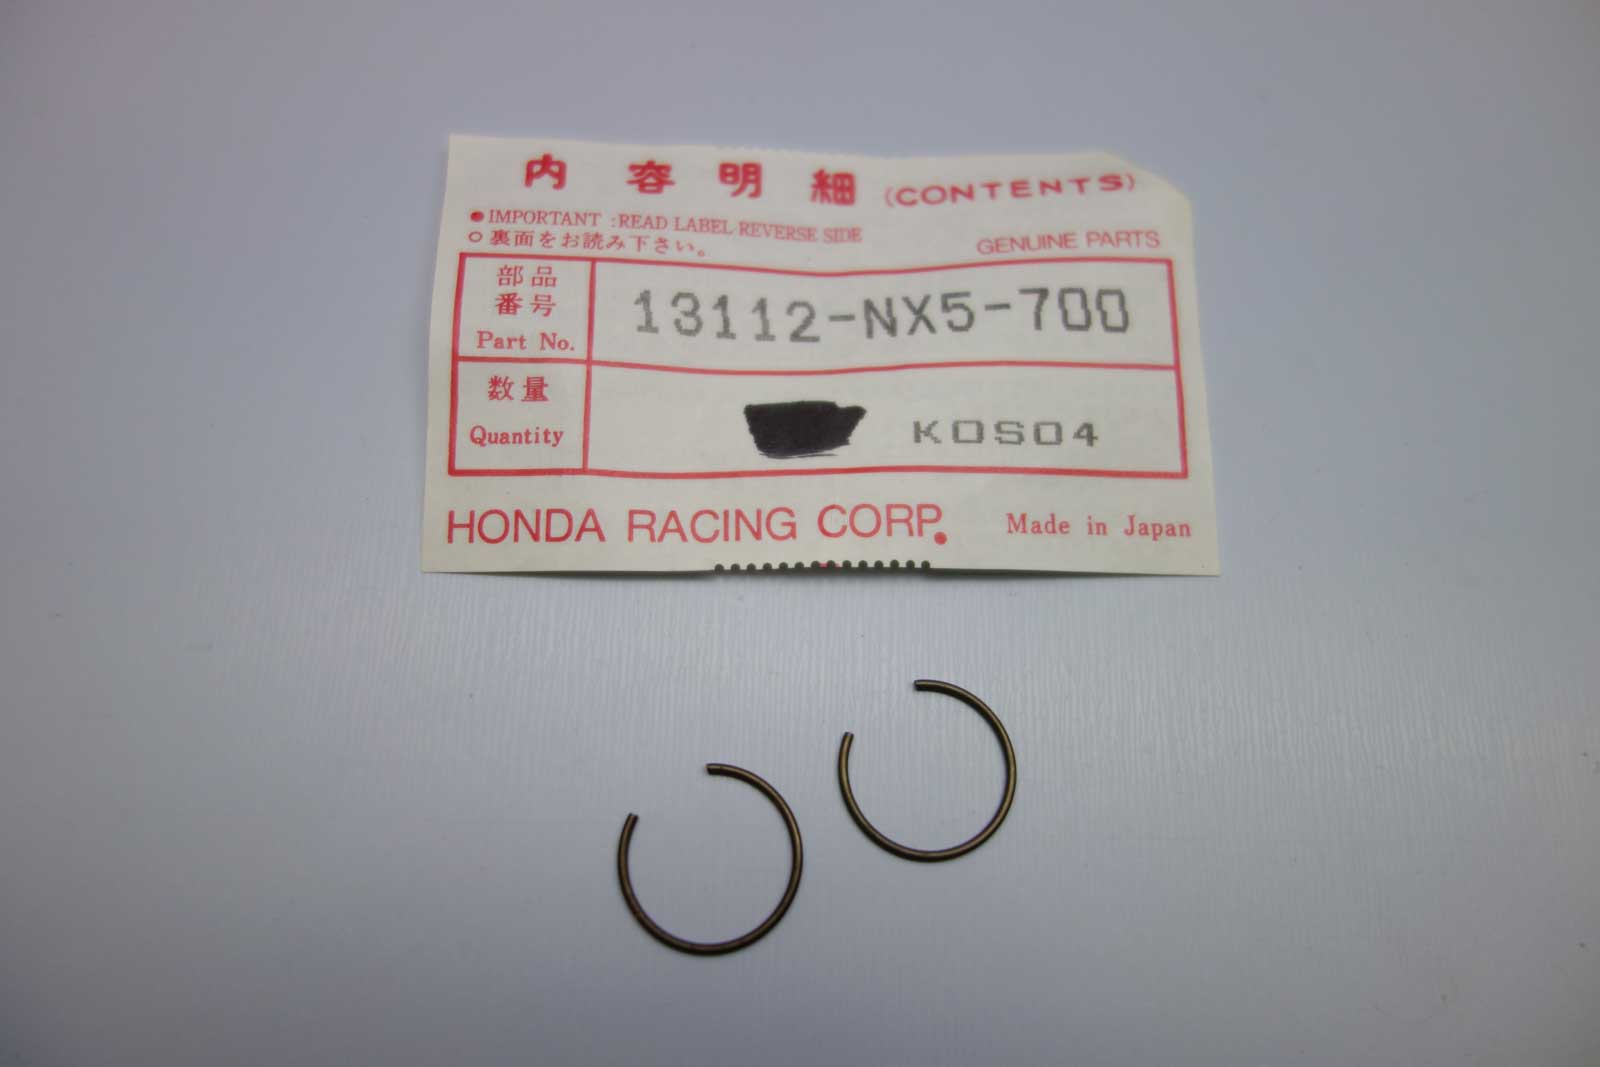 内容明細 (CONTENTS)
●IMPORTANT :READ LABEL REVERSE SIDE
○裏面をお読み下さい。
GENUINE PARTS
部品
番号
Part No.
13112-NX5-700
数量
Quantity
KOS04
HONDA RACING CORP.
Made in Japan